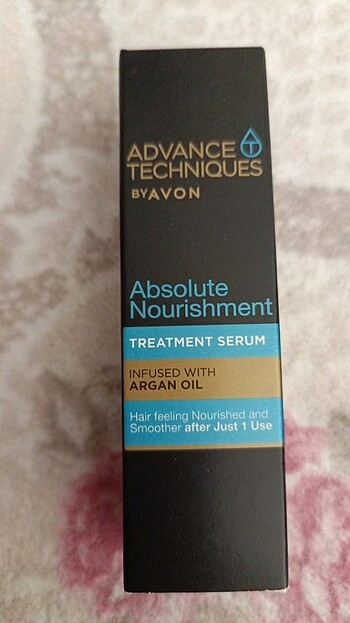 ADVANCE T
TECHNIQUES
BY AVON
Absolute
Nourishment
TREATMENT SERUM
INFUSED WITH
ARGAN OIL
Hair feeling Nourished and
Smoother after Just 1 Use